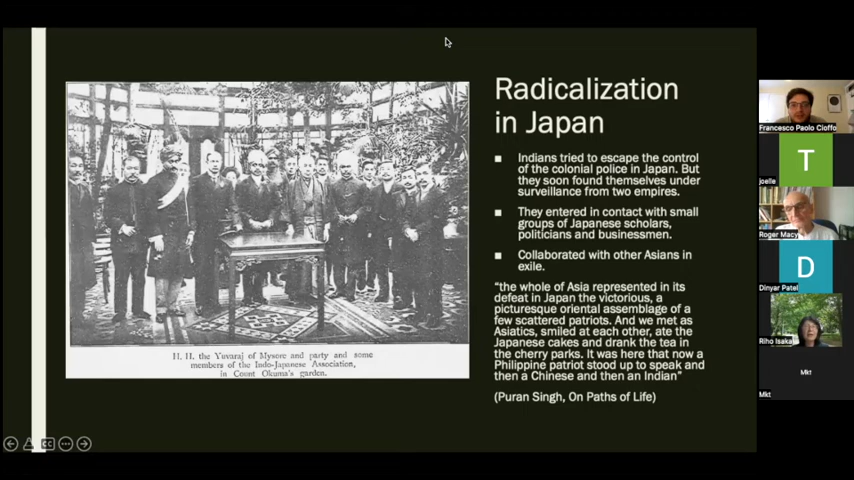 Radicalization
in Japan
Indians tried to escape the control
of the colonial police in Japan. But
they soon found themselves under
surveillance from two empires.
They entered in contact with small
groups of Japanese scholars,
politicians and businessmen.
Collaborated with other Asians in
exile.
“the whole of Asia represented in its
defeat in Japan the victorious, a
picturesque oriental assemblage of a
few scattered patriots. And we met as
Asiatics, smiled at each other, ate the
Japanese cakes and drank the tea in
the cherry parks. It was here that now a
Philippine patriot stood up to speak and
then a Chinese and then an Indian”
(Puran Singh, On Paths of Life)
H. H. the Yuvaraj of Mysore and party and some
members of the Indo-Japanese Association,
in Count Okuma's garden.
Francesco Paolo Cioffo
T
joelle
Roger Macy
D
Dinyar Patel
Riho Isaka
Mkt
Mkt
CC